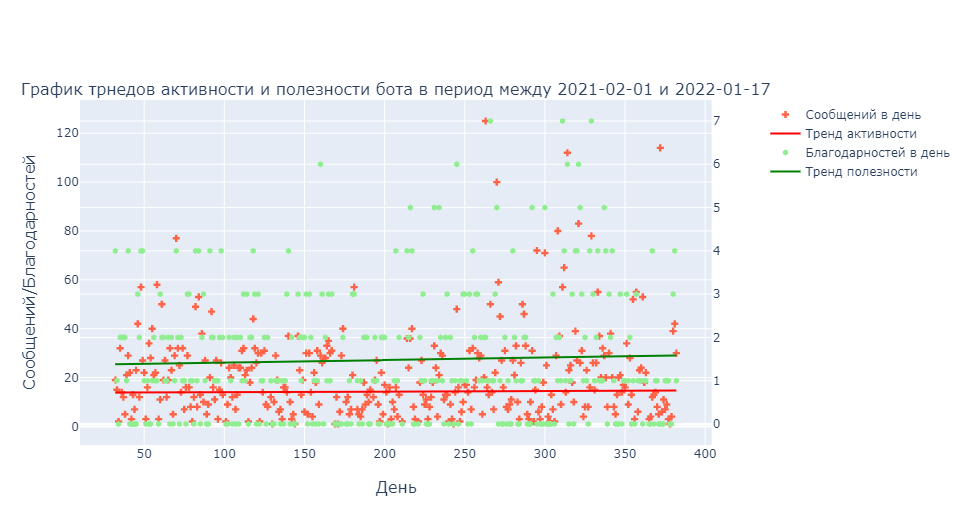 График трнедов активности и полезности бота в период между 2021-02-01 и 2022-01-17
Сообщений в день
Тренд активности
Благодарностей в день
Тренд полезности
Сообщений/Благодарностей
120
100
80
60
40
20
0
7
6
5
4
3
2
1
0
50 100 150 200 250 300 350 400
День